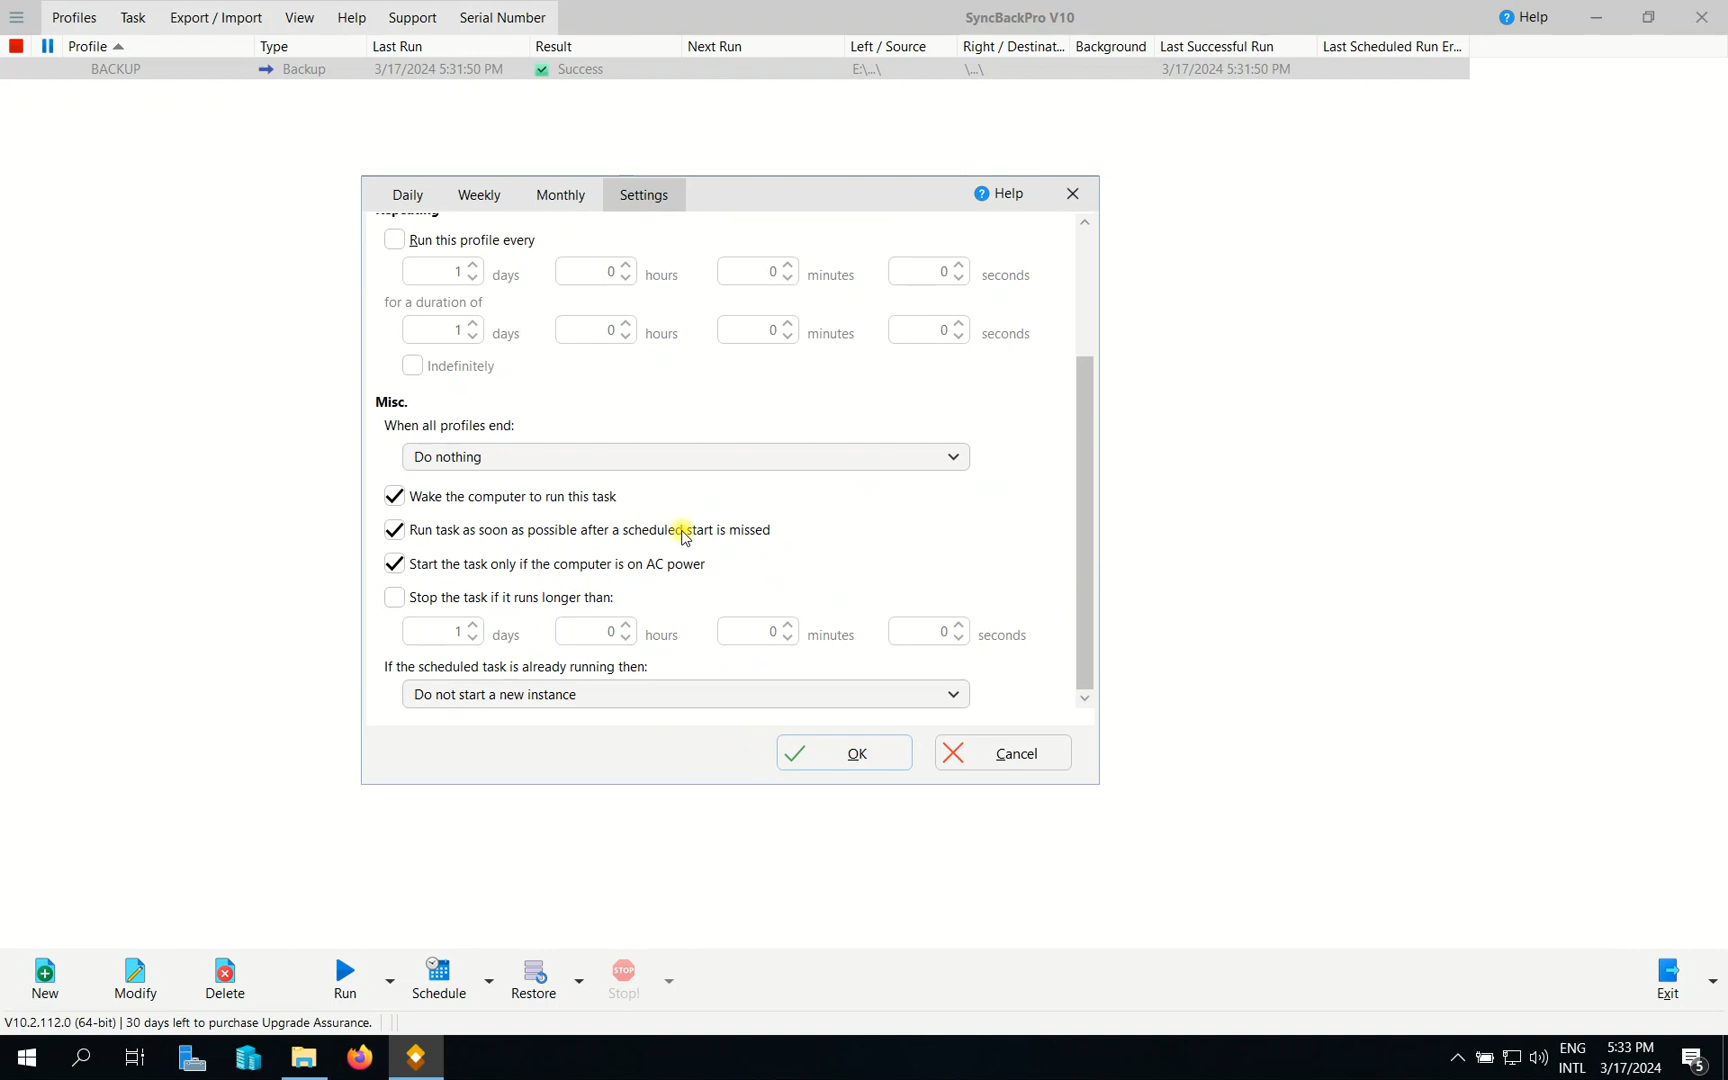 Profiles Task Export / Import View Help Support Serial Number SyncBackPro V10 Help
Profile Type Last Run Result Next Run Left / Source Right / Destinat... Background Last Successful Run Last Scheduled Run Er...
BACKUP Backup 3/17/2024 5:31:50 PM Success E:\...\ \...\ 3/17/2024 5:31:50 PM
Daily Weekly Monthly Settings Help
Run this profile every
1 days 0 hours 0 minutes 0 seconds
for a duration of
1 days 0 hours 0 minutes 0 seconds
Indefinitely
Misc.
When all profiles end:
Do nothing
Wake the computer to run this task
Run task as soon as possible after a scheduled start is missed
Start the task only if the computer is on AC power
Stop the task if it runs longer than:
1 days 0 hours 0 minutes 0 seconds
If the scheduled task is already running then:
Do not start a new instance
OK Cancel
New Modify Delete Run Schedule Restore STOP Stop! Exit
V10.2.112.0 (64-bit) | 30 days left to purchase Upgrade Assurance.
ENG 5:33 PM
INTL 3/17/2024 5